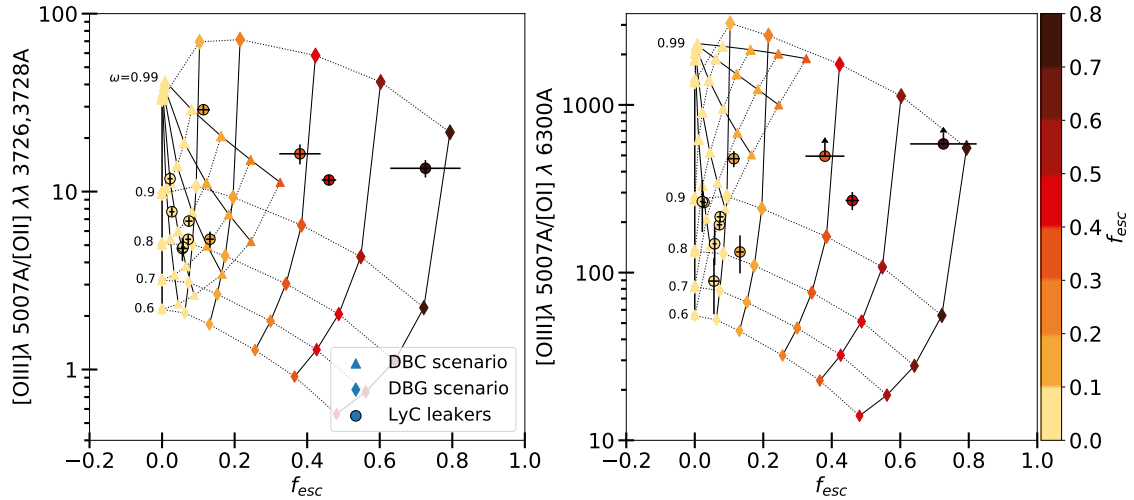 [OIII]λ 5007A/[OII] λλ 3726,3728A
100
10
1
ω=0.99
0.9
0.8
0.7
0.6
DBC scenario
DBG scenario
LyC leakers
−0.2 0.0 0.2 0.4 0.6 0.8 1.0
f_esc
[OIII]λ 5007A/[OI] λ 6300A
1000
100
10
0.99
0.9
0.8
0.7
0.6
−0.2 0.0 0.2 0.4 0.6 0.8 1.0
f_esc
0.8
0.7
0.6
0.5
0.4
0.3
0.2
0.1
0.0
f_esc